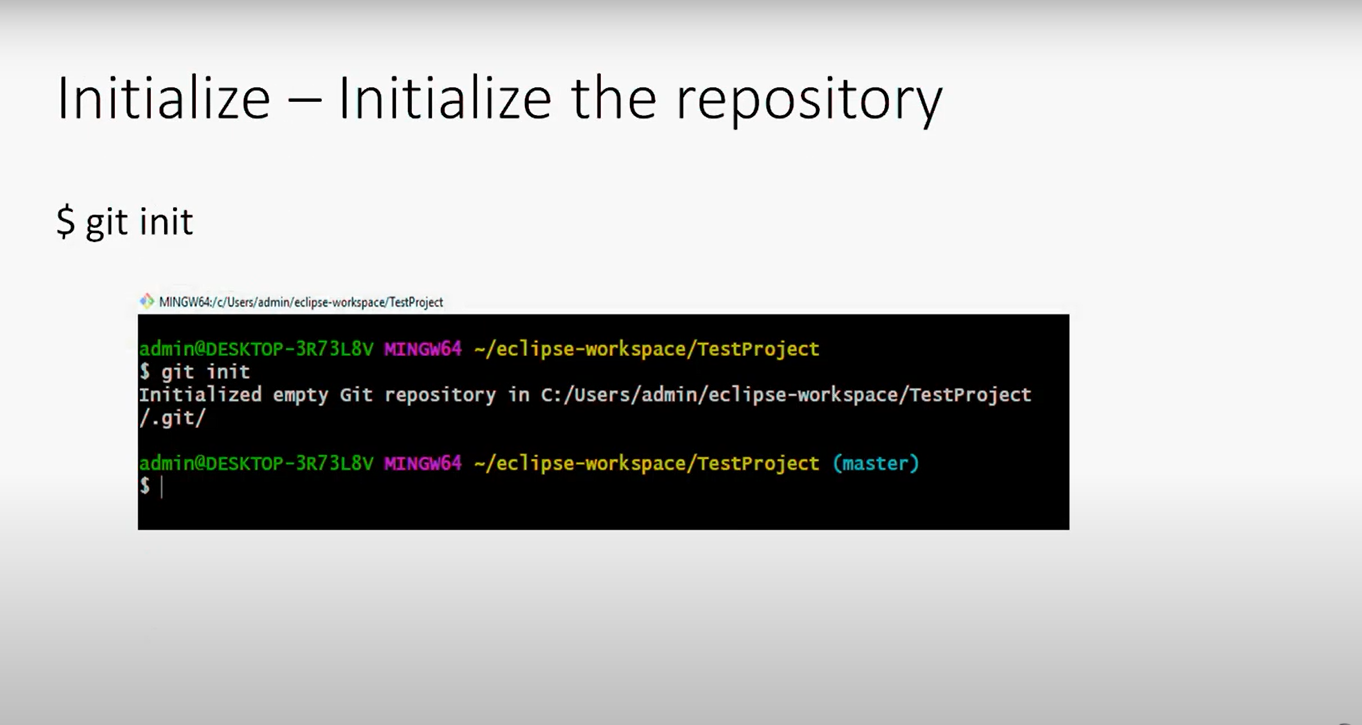 Initialize – Initialize the repository
$ git init
MINGW64:/c/Users/admin/eclipse-workspace/TestProject
admin@DESKTOP-3R73L8V MINGW64 ~/eclipse-workspace/TestProject
$ git init
Initialized empty Git repository in C:/Users/admin/eclipse-workspace/TestProject
/.git/
admin@DESKTOP-3R73L8V MINGW64 ~/eclipse-workspace/TestProject (master)
$